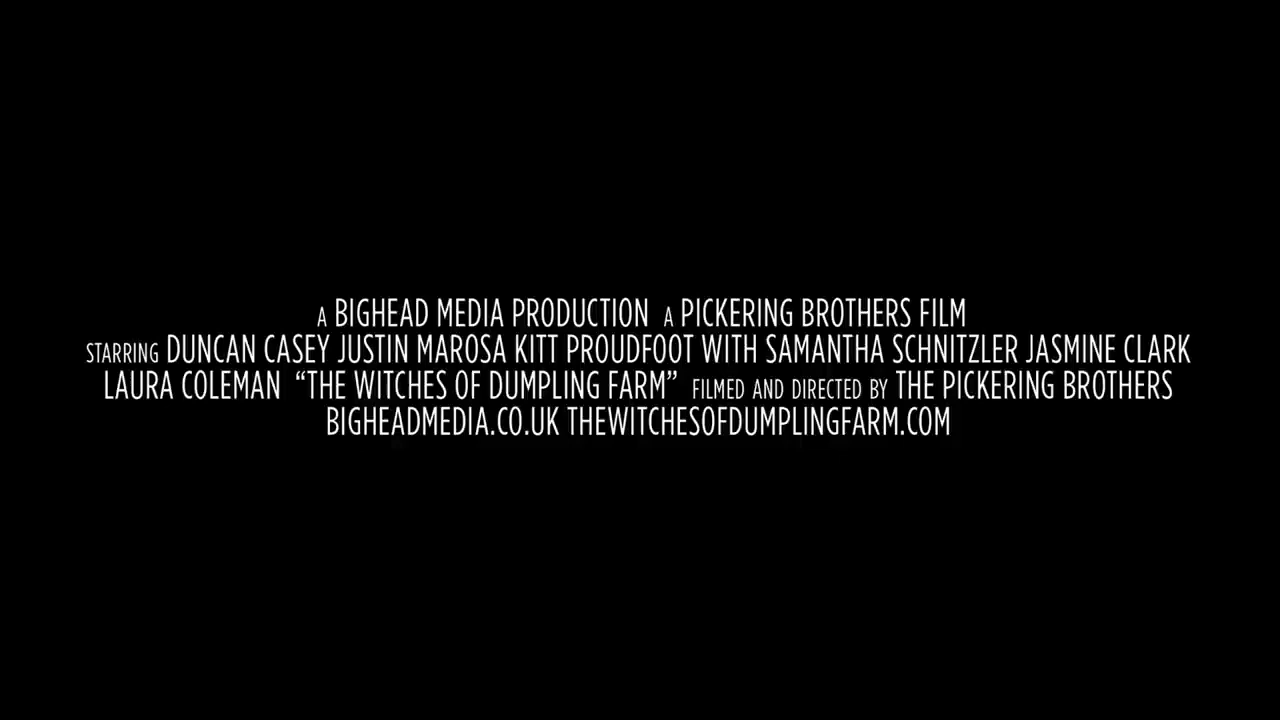 A BIGHEAD MEDIA PRODUCTION A PICKERING BROTHERS FILM
STARRING DUNCAN CASEY JUSTIN MAROSA KITT PROUDFOOT WITH SAMANTHA SCHNITZLER JASMINE CLARK
LAURA COLEMAN “THE WITCHES OF DUMPLING FARM” FILMED AND DIRECTED BY THE PICKERING BROTHERS
BIGHEADMEDIA.CO.UK THEWITCHESOFDUMPLINGFARM.COM